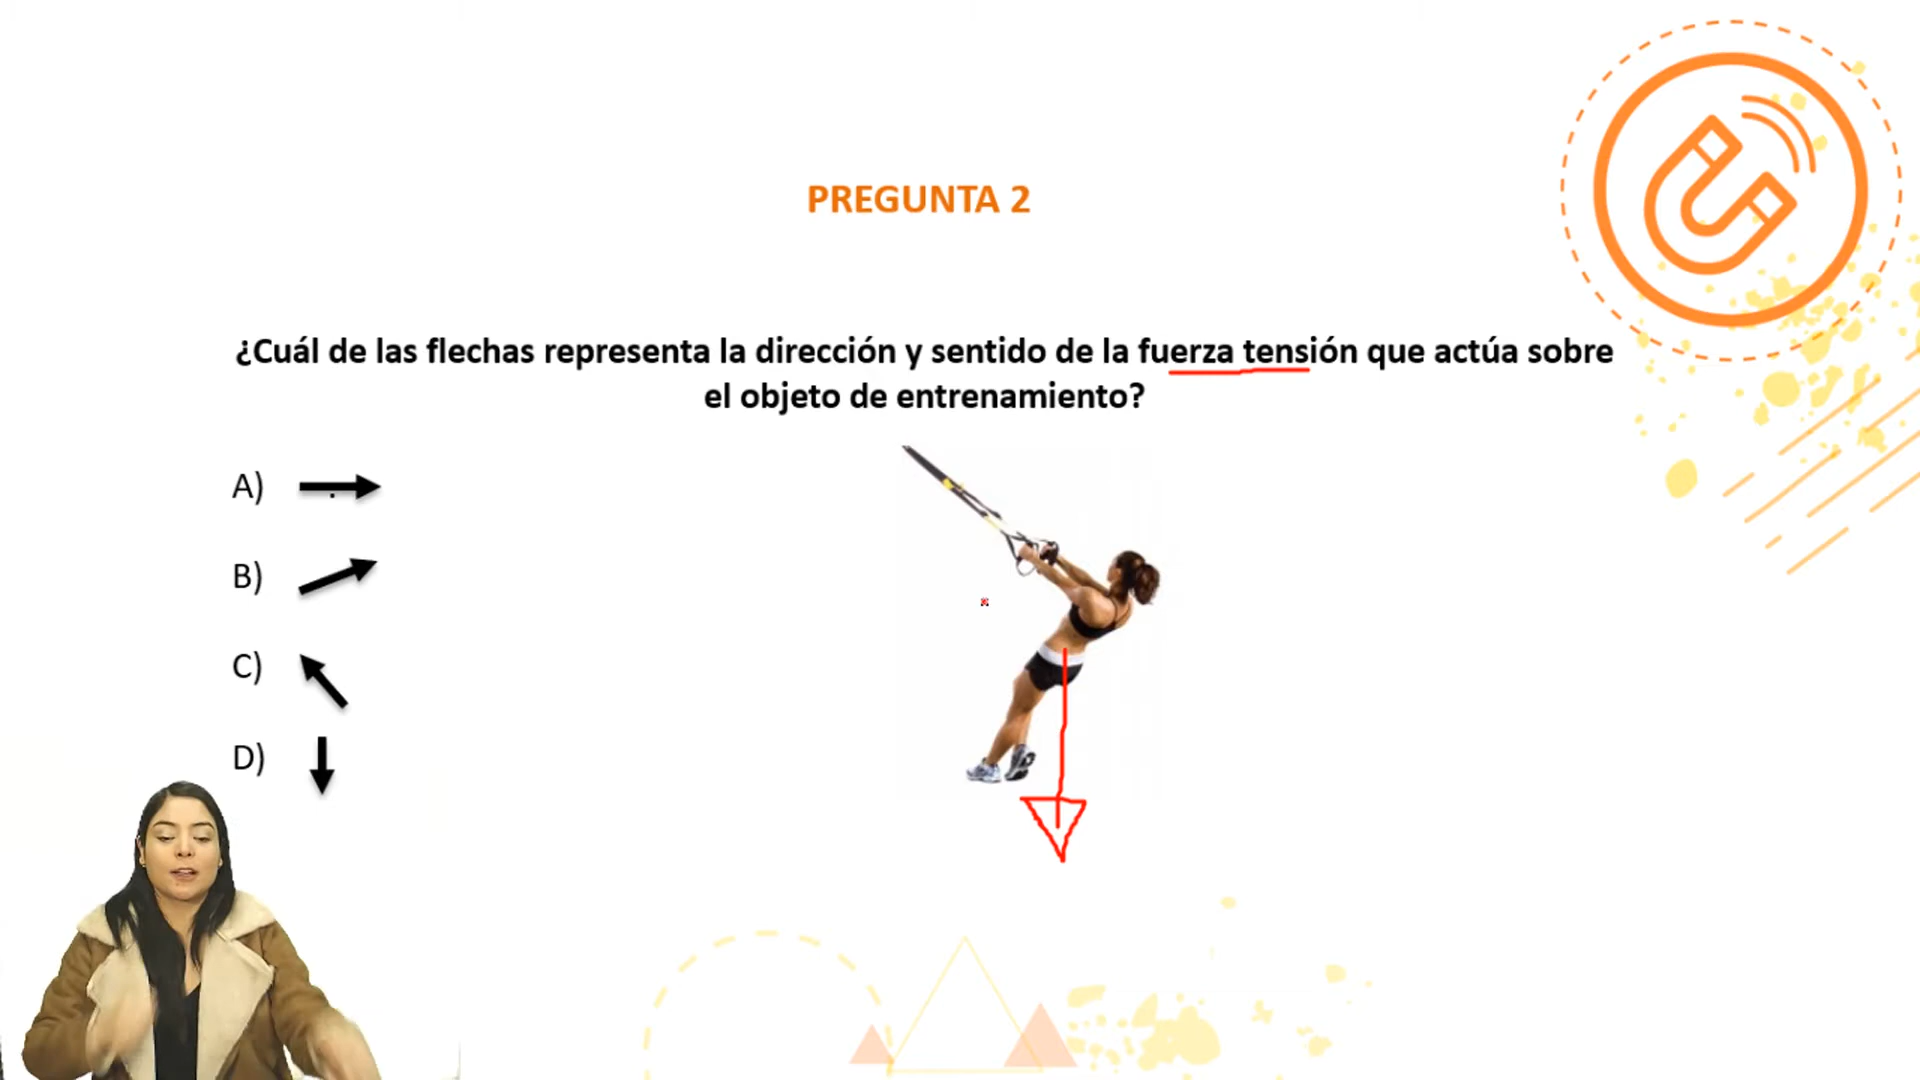 PREGUNTA 2
¿Cuál de las flechas representa la dirección y sentido de la fuerza tensión que actúa sobre
el objeto de entrenamiento?
A)
B)
C)
D)